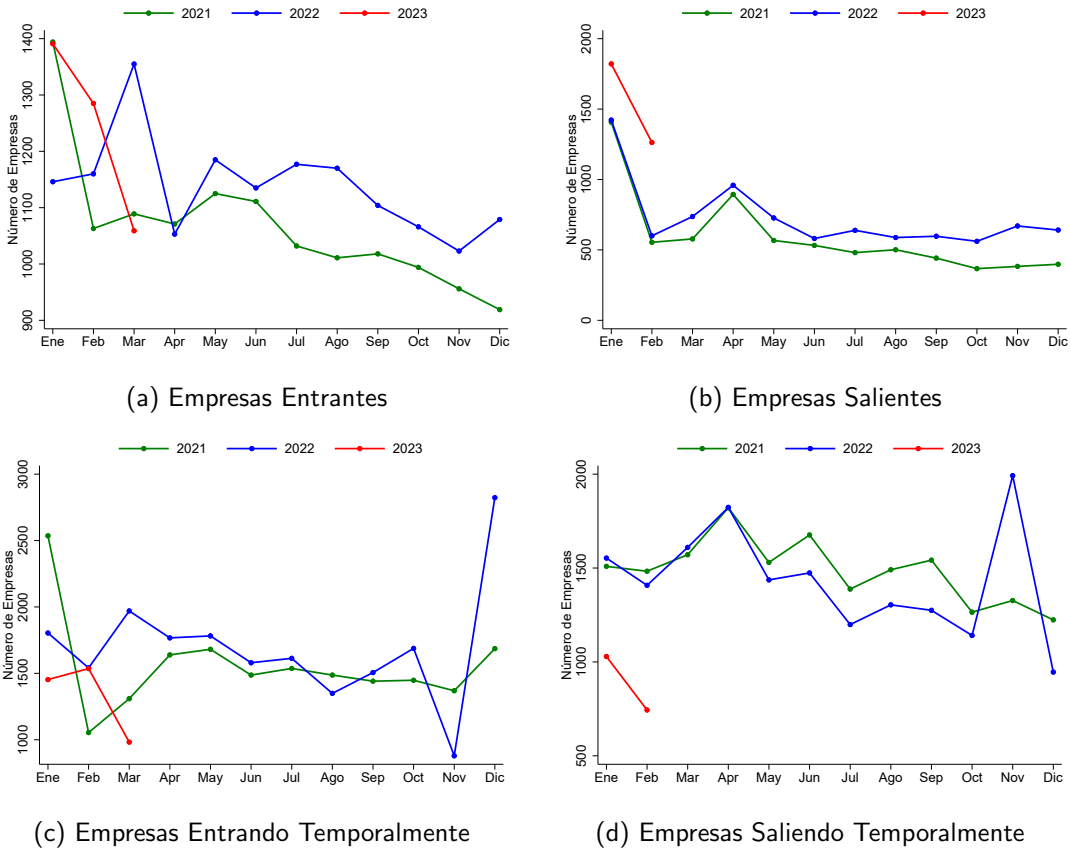 2021 2022 2023
Número de Empresas
1400
1300
1200
1100
1000
900
Ene Feb Mar Apr May Jun Jul Ago Sep Oct Nov Dic
(a) Empresas Entrantes
2021 2022 2023
Número de Empresas
2000
1500
1000
500
0
Ene Feb Mar Apr May Jun Jul Ago Sep Oct Nov Dic
(b) Empresas Salientes
2021 2022 2023
Número de Empresas
3000
2500
2000
1500
1000
Ene Feb Mar Apr May Jun Jul Ago Sep Oct Nov Dic
(c) Empresas Entrando Temporalmente
2021 2022 2023
Número de Empresas
2000
1500
1000
500
Ene Feb Mar Apr May Jun Jul Ago Sep Oct Nov Dic
(d) Empresas Saliendo Temporalmente